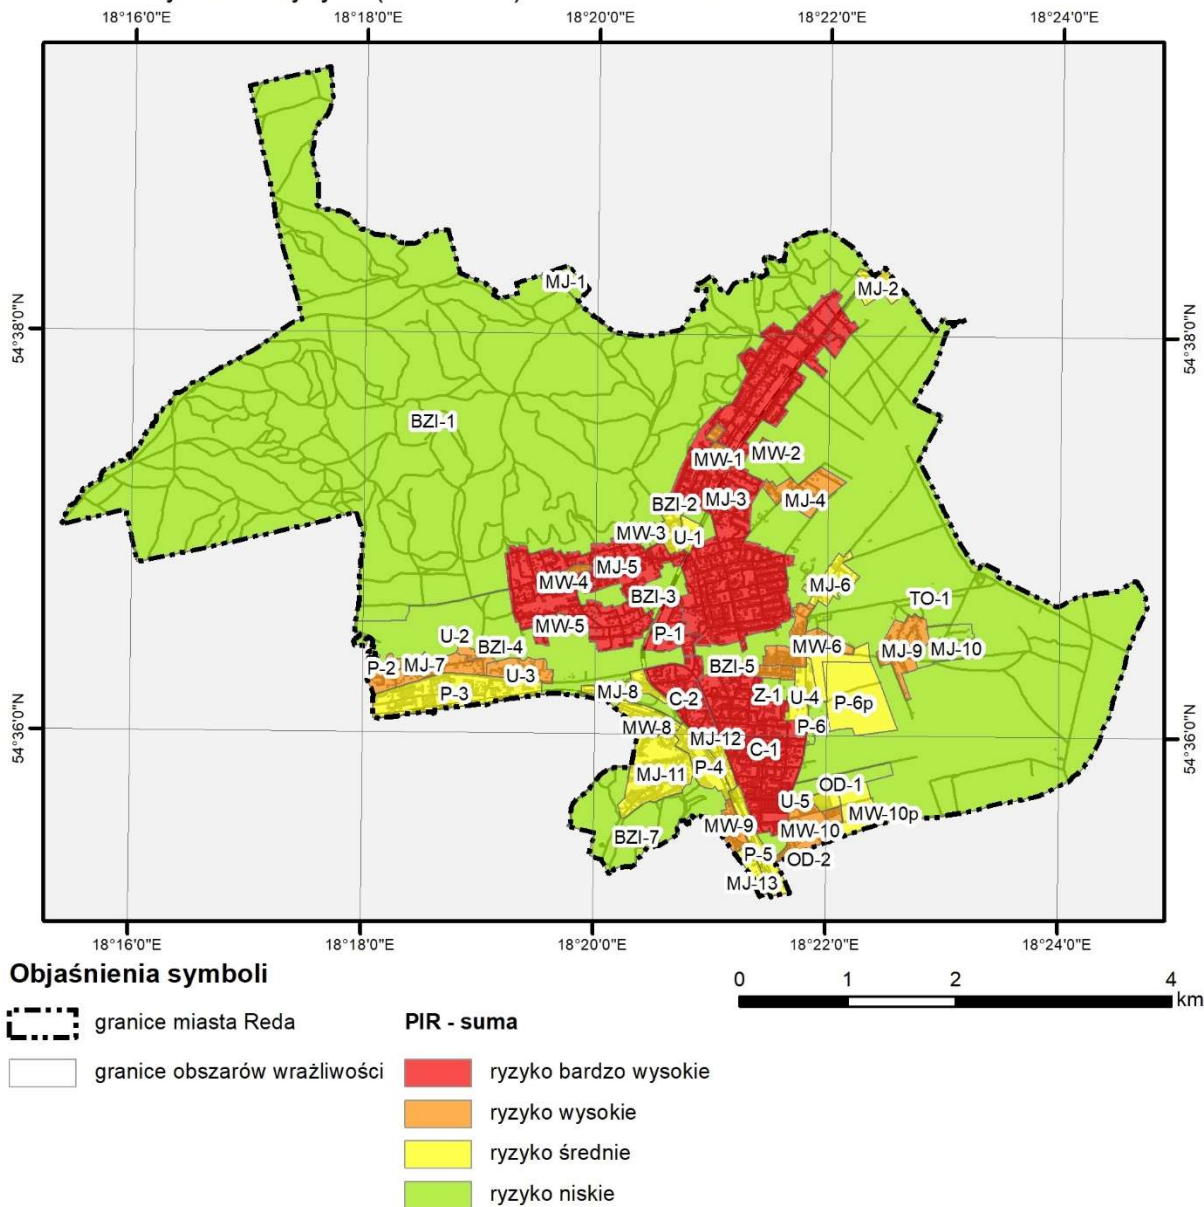 18°16'0"E 18°18'0"E 18°20'0"E 18°22'0"E 18°24'0"E
54°38'0"N
54°38'0"N
54°36'0"N
54°36'0"N
MJ-1
MJ-2
BZI-1
MW-1
MW-2
BZI-2
MJ-3
MJ-4
MW-3
U-1
MJ-5
MW-4
MJ-6
BZI-3
TO-1
MW-5
P-1
U-2
BZI-4
MW-6
MJ-9
MJ-10
P-2
MJ-7
U-3
BZI-5
P-3
MJ-8
C-2
Z-1
U-4
P-6p
MW-8
P-6
MJ-12
C-1
MJ-11
P-4
OD-1
U-5
MW-10p
MW-9
MW-10
BZI-7
P-5
OD-2
MJ-13
18°16'0"E 18°18'0"E 18°20'0"E 18°22'0"E 18°24'0"E
Objaśnienia symboli
0 1 2 4
km
granice miasta Reda
PIR - suma
granice obszarów wrażliwości
ryzyko bardzo wysokie
ryzyko wysokie
ryzyko średnie
ryzyko niskie